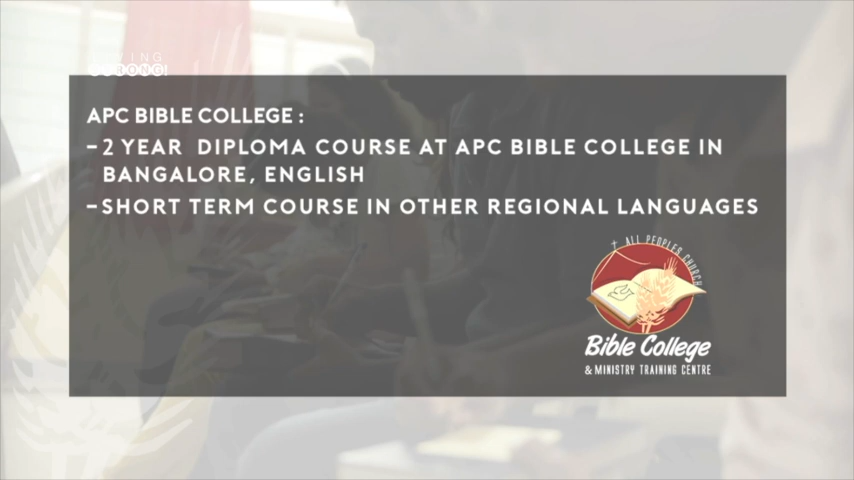 APC BIBLE COLLEGE :
-2 YEAR DIPLOMA COURSE AT APC BIBLE COLLEGE IN
BANGALORE, ENGLISH
-SHORT TERM COURSE IN OTHER REGIONAL LANGUAGES
ALL PEOPLES CHURCH
Bible College
& MINISTRY TRAINING CENTRE